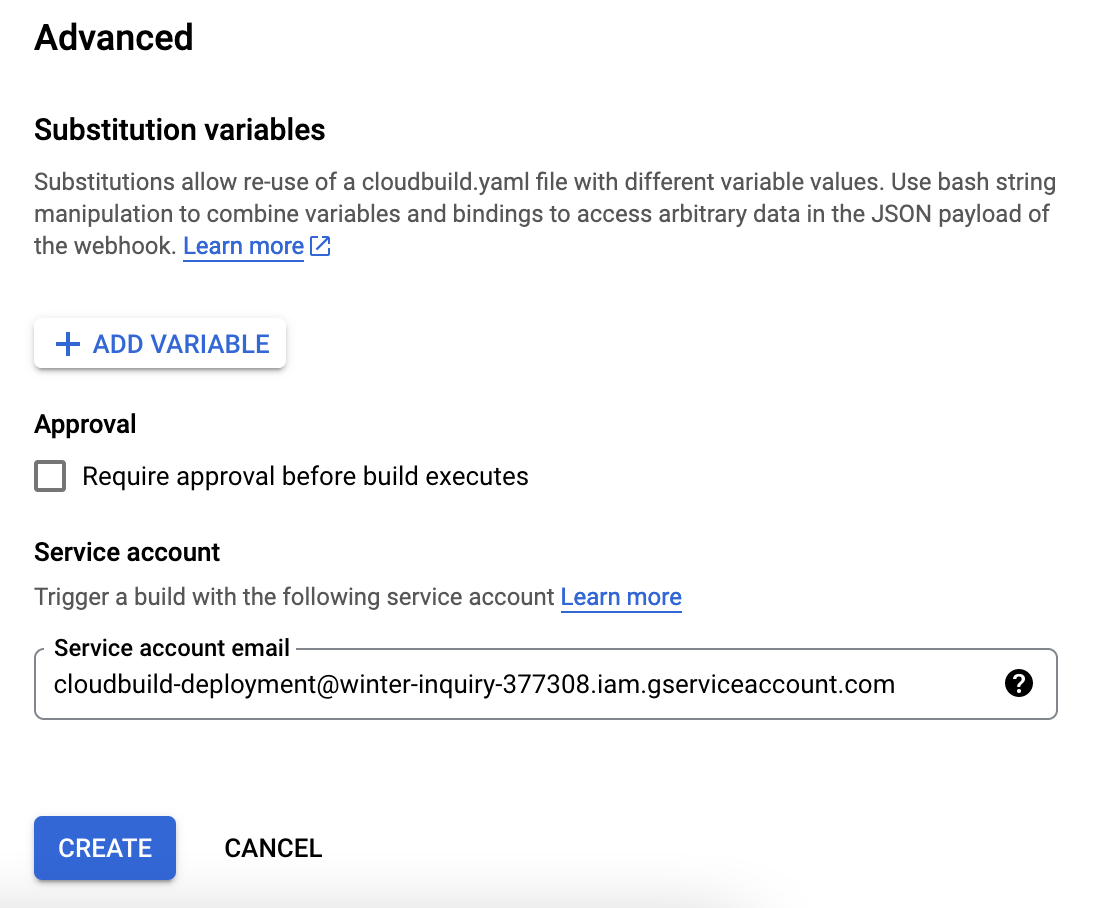 Advanced
Substitution variables
Substitutions allow re-use of a cloudbuild.yaml file with different variable values. Use bash string
manipulation to combine variables and bindings to access arbitrary data in the JSON payload of
the webhook. Learn more
ADD VARIABLE
Approval
Require approval before build executes
Service account
Trigger a build with the following service account Learn more
Service account email
cloudbuild-deployment@winter-inquiry-377308.iam.gserviceaccount.com
CREATE CANCEL